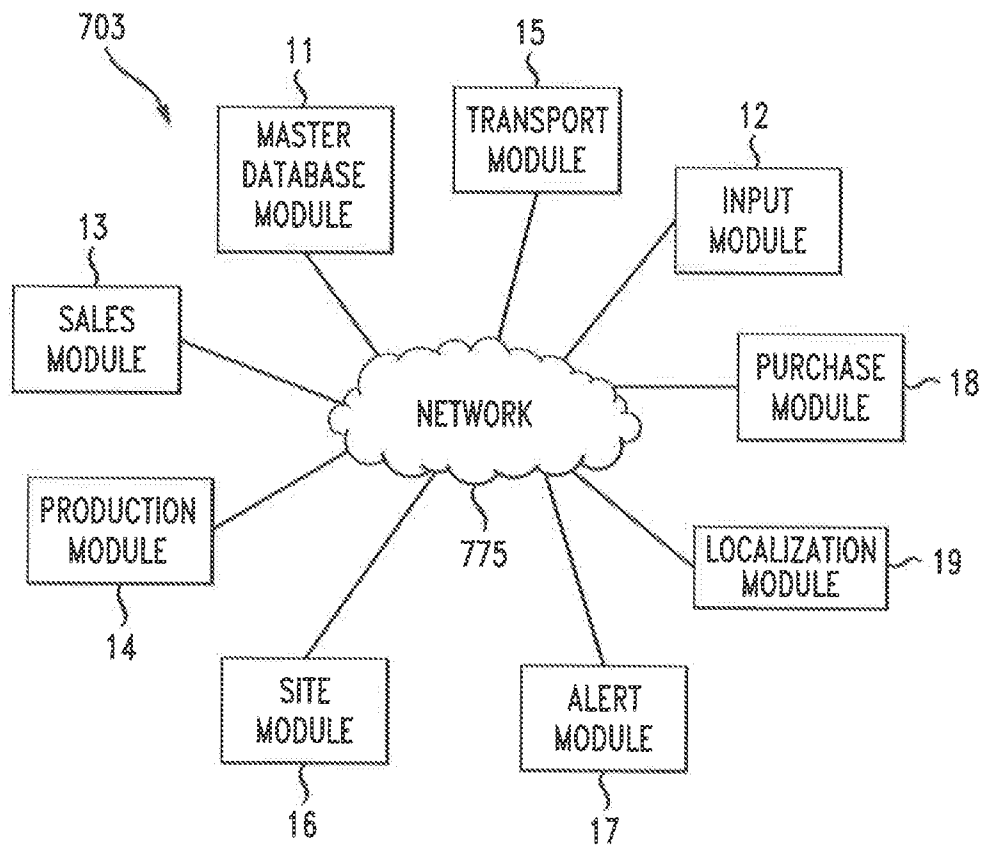 703
11
15
12
MASTER
DATABASE
MODULE
TRANSPORT
MODULE
INPUT
MODULE
13
SALES
MODULE
NETWORK
PURCHASE
MODULE
18
PRODUCTION
MODULE
14
775
LOCALIZATION
MODULE
19
SITE
MODULE
16
ALERT
MODULE
17